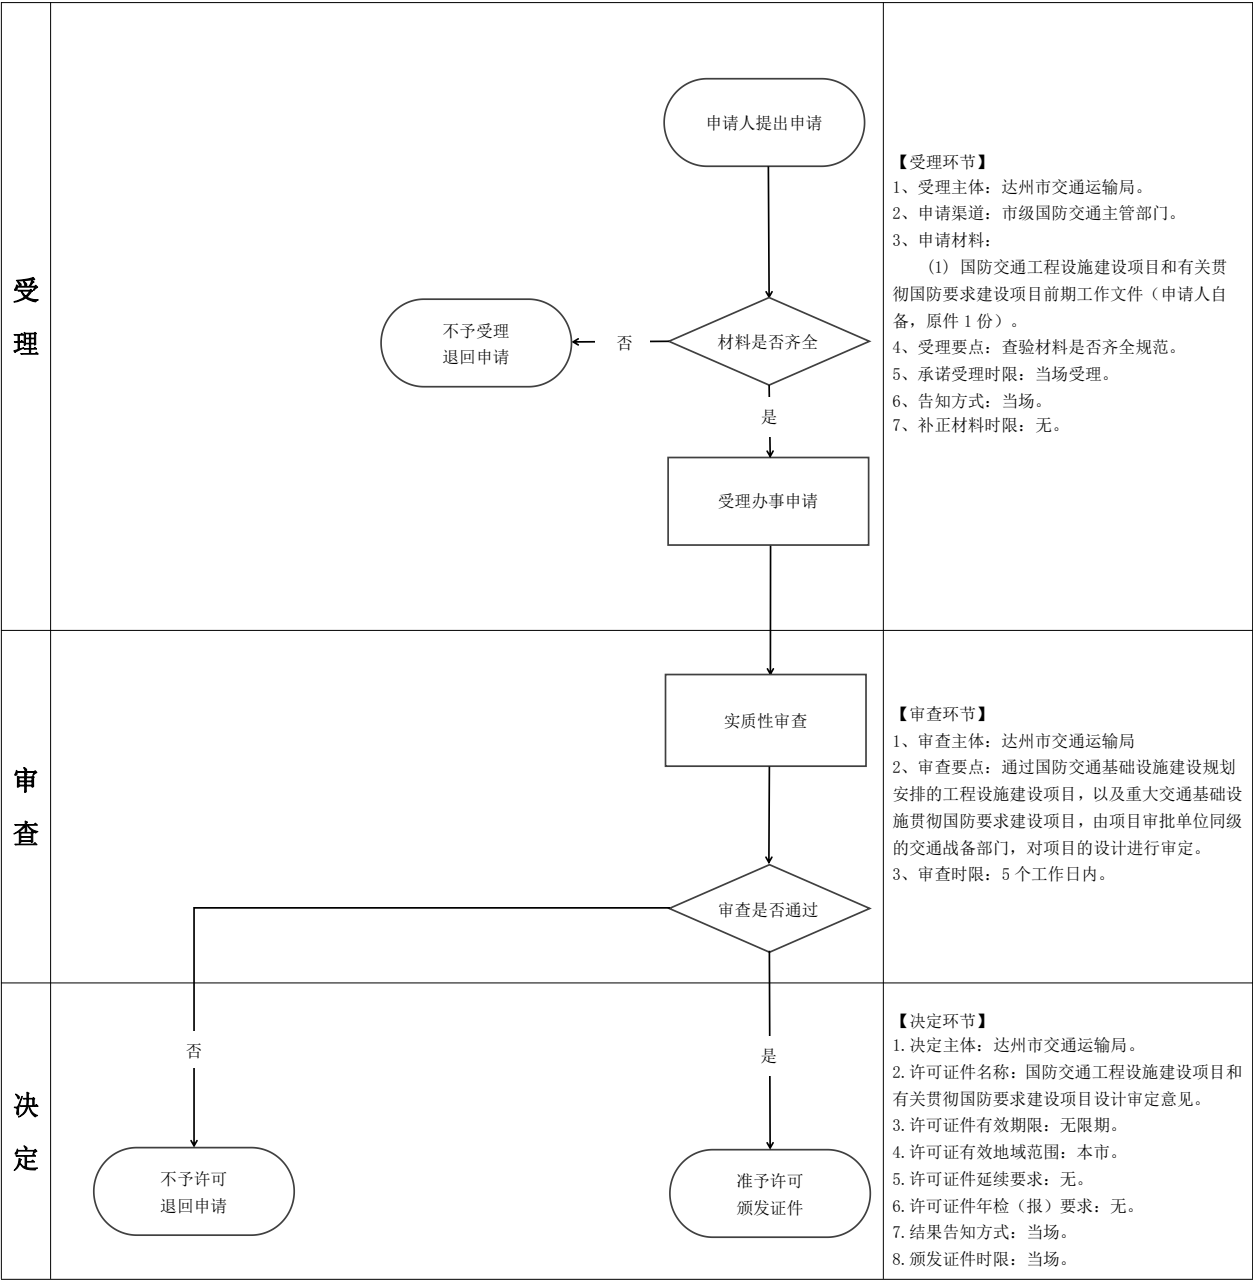 受
理
申请人提出申请
材料是否齐全
否
不予受理
退回申请
是
受理办事申请
【受理环节】
1、受理主体：达州市交通运输局。
2、申请渠道：市级国防交通主管部门。
3、申请材料：
(1) 国防交通工程设施建设项目和有关贯
彻国防要求建设项目前期工作文件（申请人自
备，原件 1 份）。
4、受理要点：查验材料是否齐全规范。
5、承诺受理时限：当场受理。
6、告知方式：当场。
7、补正材料时限：无。
审
查
实质性审查
审查是否通过
【审查环节】
1、审查主体：达州市交通运输局
2、审查要点：通过国防交通基础设施建设规划
安排的工程设施建设项目，以及重大交通基础设
施贯彻国防要求建设项目，由项目审批单位同级
的交通战备部门，对项目的设计进行审定。
3、审查时限：5 个工作日内。
决
定
否
是
不予许可
退回申请
准予许可
颁发证件
【决定环节】
1.决定主体：达州市交通运输局。
2.许可证件名称：国防交通工程设施建设项目和
有关贯彻国防要求建设项目设计审定意见。
3.许可证件有效期限：无限期。
4.许可证有效地域范围：本市。
5.许可证件延续要求：无。
6.许可证件年检（报）要求：无。
7.结果告知方式：当场。
8.颁发证件时限：当场。